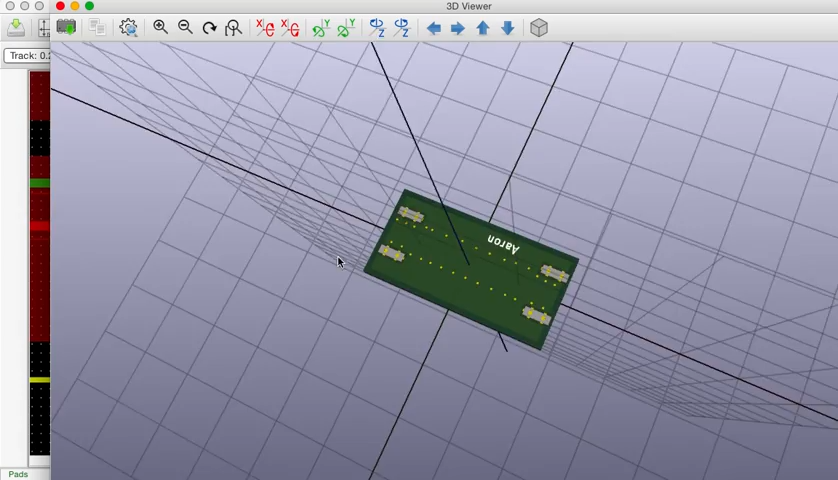 3D Viewer
X X Y Y Z Z
Track: 0.2
Aaron
Pads